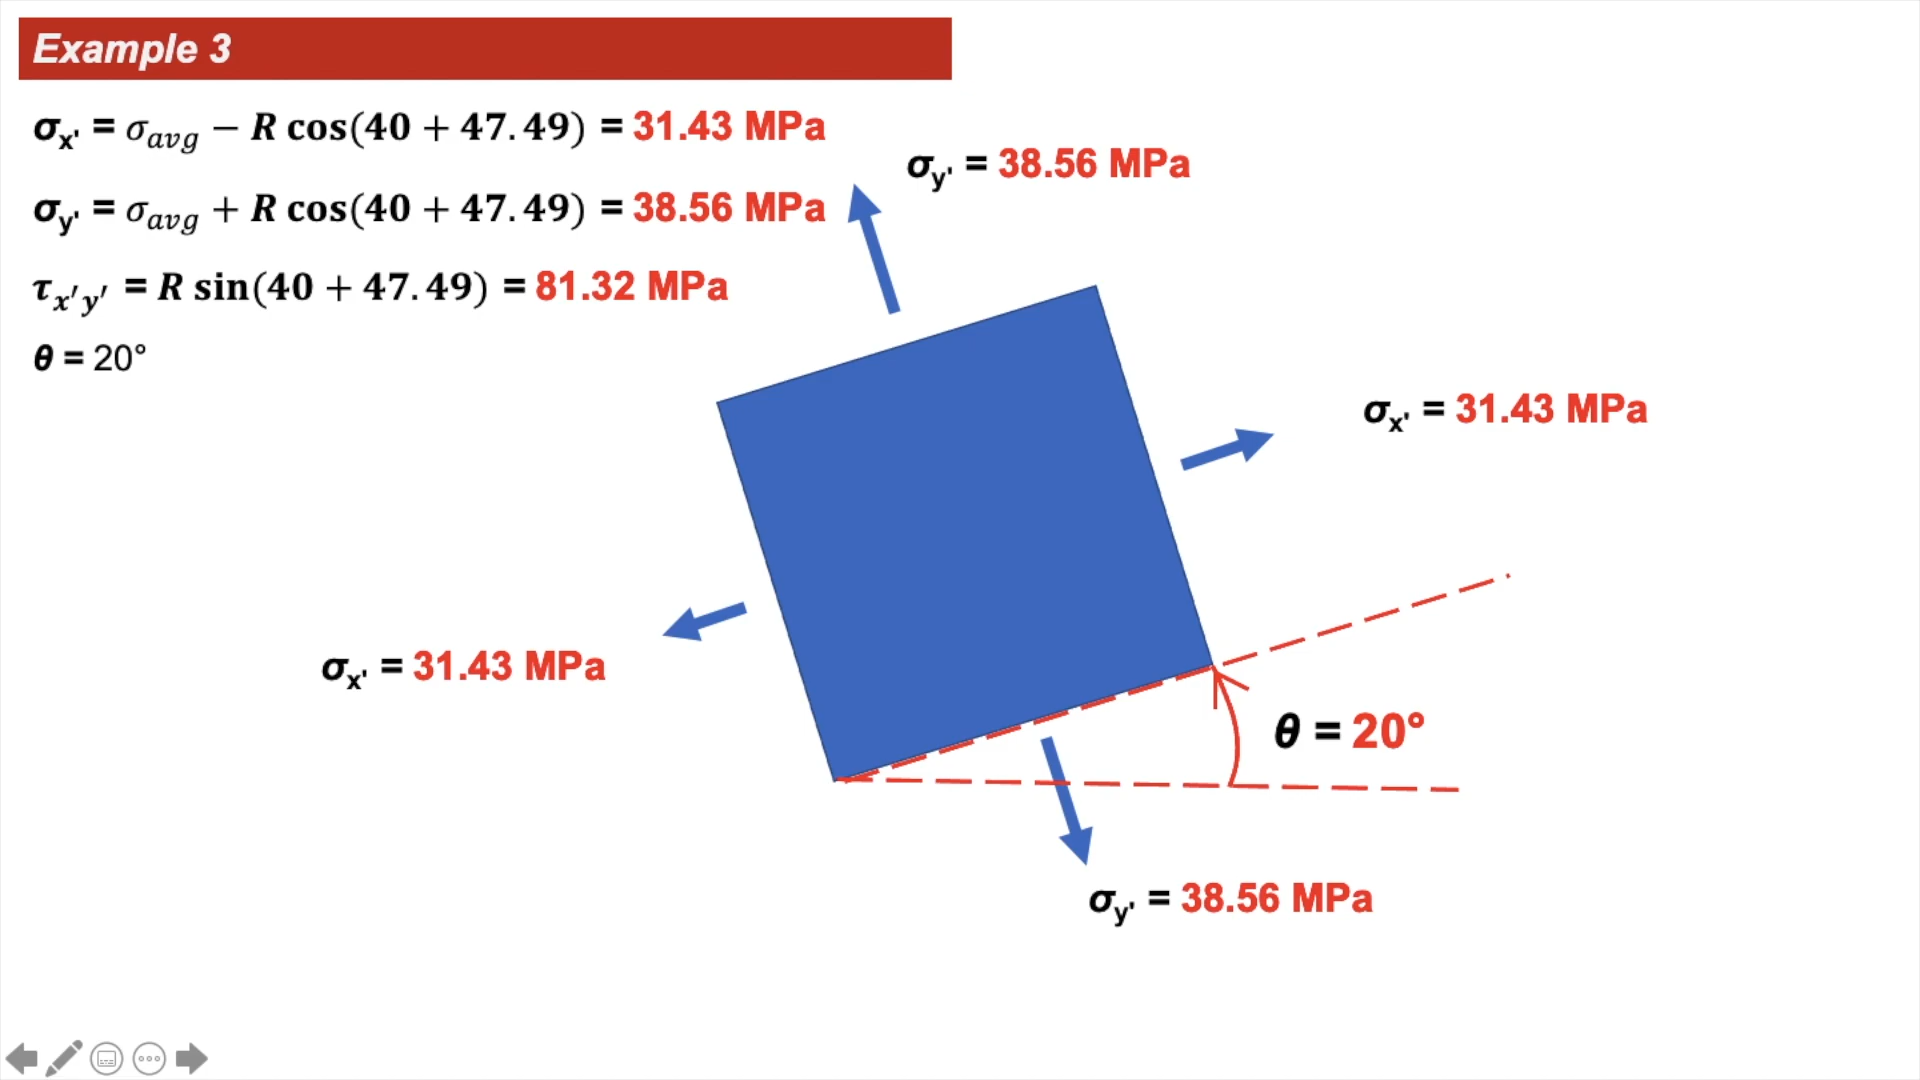 Example 3
σx' = σavg − R cos(40 + 47.49) = 31.43 MPa
σy' = σavg + R cos(40 + 47.49) = 38.56 MPa
τx′y′ = R sin(40 + 47.49) = 81.32 MPa
θ = 20°
σy' = 38.56 MPa
σx' = 31.43 MPa
σx' = 31.43 MPa
θ = 20°
σy' = 38.56 MPa